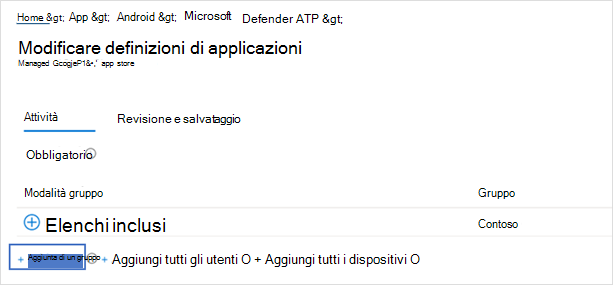 Home &gt; App &gt; Android &gt; Microsoft Defender ATP &gt;
Modificare definizioni di applicazioni
Managed GcogjeP1&•,' app store
Attività Revisione e salvataggio
Obbligatorio
Modalità gruppo Gruppo
Elenchi inclusi Contoso
+ Aggiunta di un gruppo + Aggiungi tutti gli utenti O + Aggiungi tutti i dispositivi O